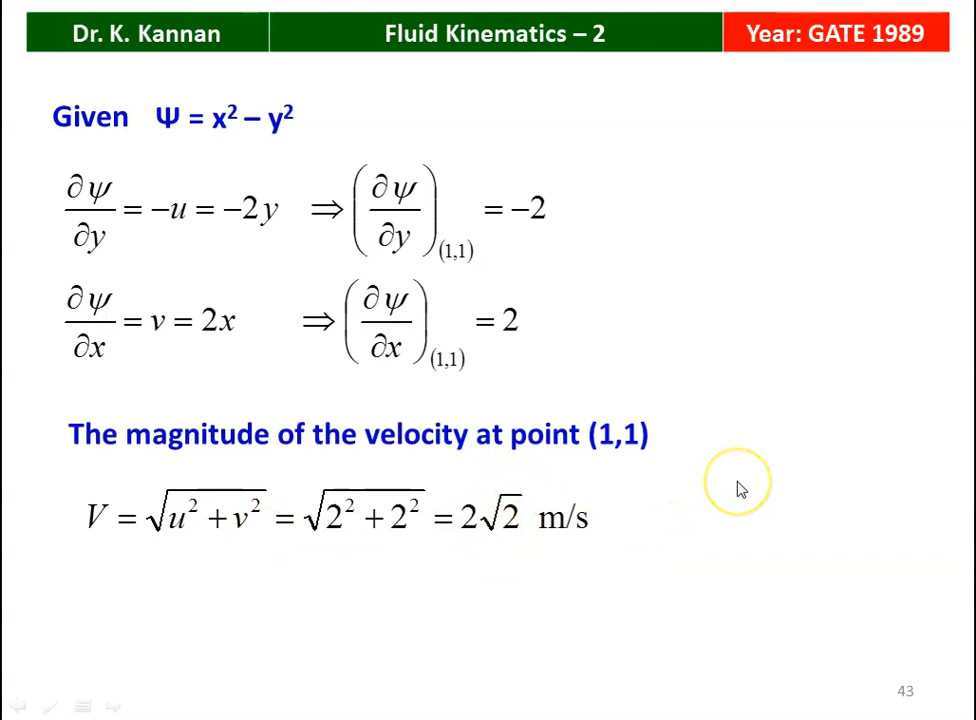 Dr. K. Kannan Fluid Kinematics – 2 Year: GATE 1989
Given Ψ = x² – y²
∂ψ/∂y = −u = −2y ⇒ (∂ψ/∂y)(1,1) = −2
∂ψ/∂x = v = 2x ⇒ (∂ψ/∂x)(1,1) = 2
The magnitude of the velocity at point (1,1)
V = √(u² + v²) = √(2² + 2²) = 2√2 m/s
43